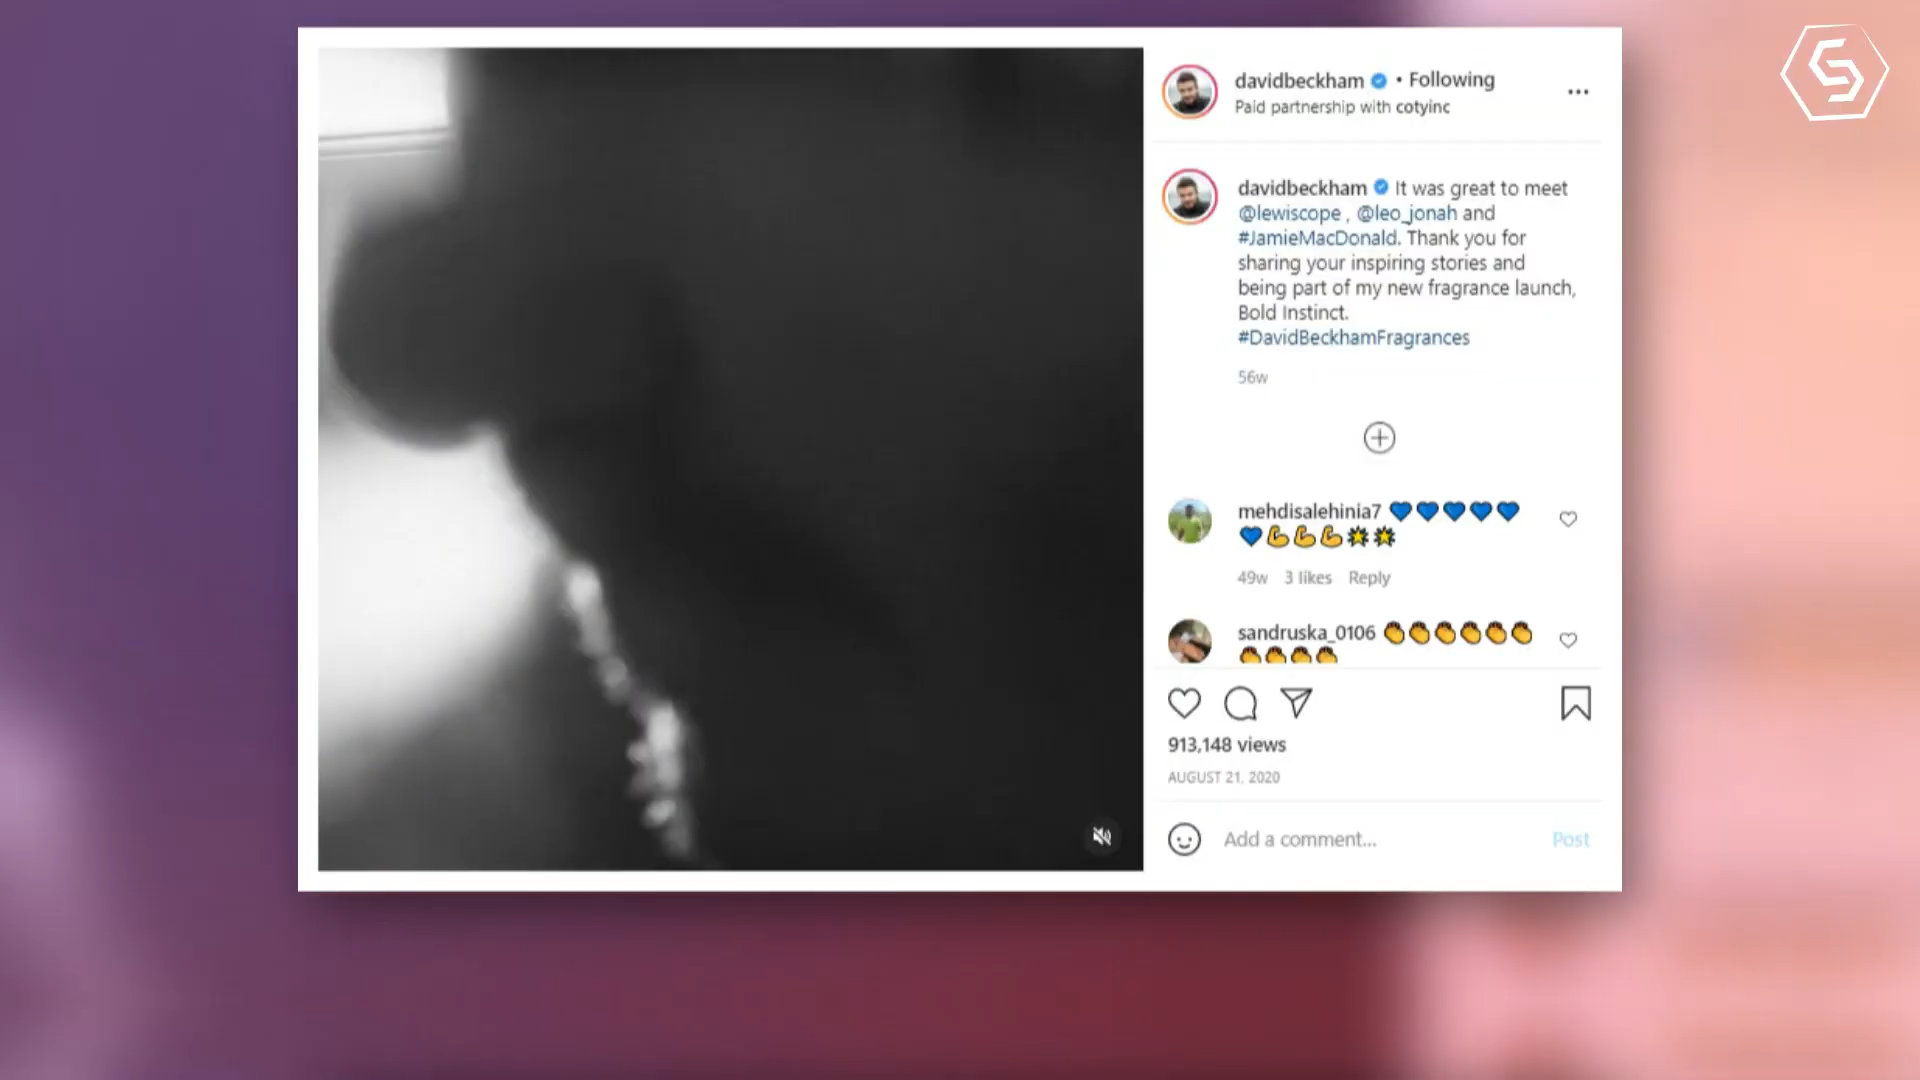 davidbeckham • Following
Paid partnership with cotyinc
davidbeckham It was great to meet
@lewiscope , @leo_jonah and
#JamieMacDonald. Thank you for
sharing your inspiring stories and
being part of my new fragrance launch,
Bold Instinct.
#DavidBeckhamFragrances
56w
mehdisalehinia7 💙💙💙💙💙
💙💪💪💪🌟🌟
49w 3 likes Reply
sandruska_0106 👏👏👏👏👏👏
👏👏👏👏
913,148 views
AUGUST 21, 2020
Add a comment... Post